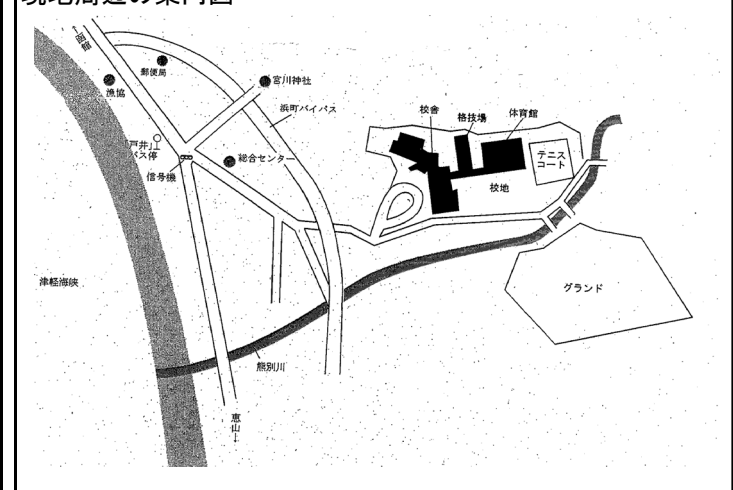 現地周辺の案内図
函館
郵便局
漁協
宮川神社
浜町バイパス
戸井
バス停
信号機
総合センター
校舎
格技場
体育館
テニス
コート
校地
グランド
津軽海峡
熊別川
恵山